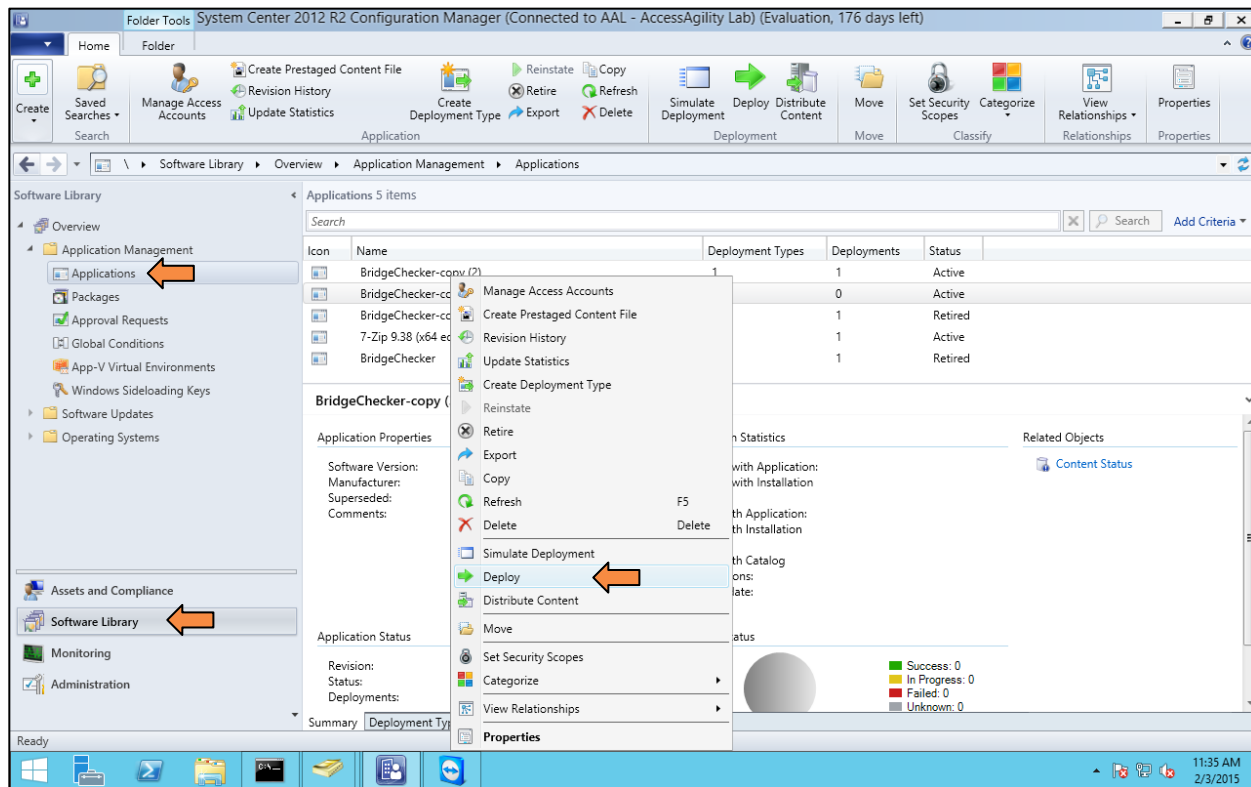 Folder Tools System Center 2012 R2 Configuration Manager (Connected to AAL - AccessAgility Lab) (Evaluation, 176 days left)
Home Folder
Create
Saved Searches
Manage Access Accounts
Create Prestaged Content File
Revision History
Update Statistics
Create Deployment Type
Reinstate
Retire
Export
Copy
Refresh
Delete
Simulate Deployment
Deploy
Distribute Content
Move
Set Security Scopes
Categorize
View Relationships
Properties
Search Application Deployment Move Classify Relationships Properties
\ Software Library Overview Application Management Applications
Software Library
Overview
Application Management
Applications
Packages
Approval Requests
Global Conditions
App-V Virtual Environments
Windows Sideloading Keys
Software Updates
Operating Systems
Assets and Compliance
Software Library
Monitoring
Administration
Applications 5 items
Search Search Add Criteria
Icon Name Deployment Types Deployments Status
BridgeChecker-copy (2) 1 1 Active
BridgeChecker-co 0 Active
BridgeChecker-co 1 Retired
7-Zip 9.38 (x64 ed 1 Active
BridgeChecker 1 Retired
BridgeChecker-copy (
Application Properties
Software Version:
Manufacturer:
Superseded:
Comments:
n Statistics
with Application:
with Installation
th Application:
th Installation
th Catalog
ons:
late:
Related Objects
Content Status
Application Status
Revision:
Status:
Deployments:
atus
Success: 0
In Progress: 0
Failed: 0
Unknown: 0
Summary Deployment Typ
Manage Access Accounts
Create Prestaged Content File
Revision History
Update Statistics
Create Deployment Type
Reinstate
Retire
Export
Copy
Refresh F5
Delete Delete
Simulate Deployment
Deploy
Distribute Content
Move
Set Security Scopes
Categorize
View Relationships
Properties
Ready
11:35 AM
2/3/2015